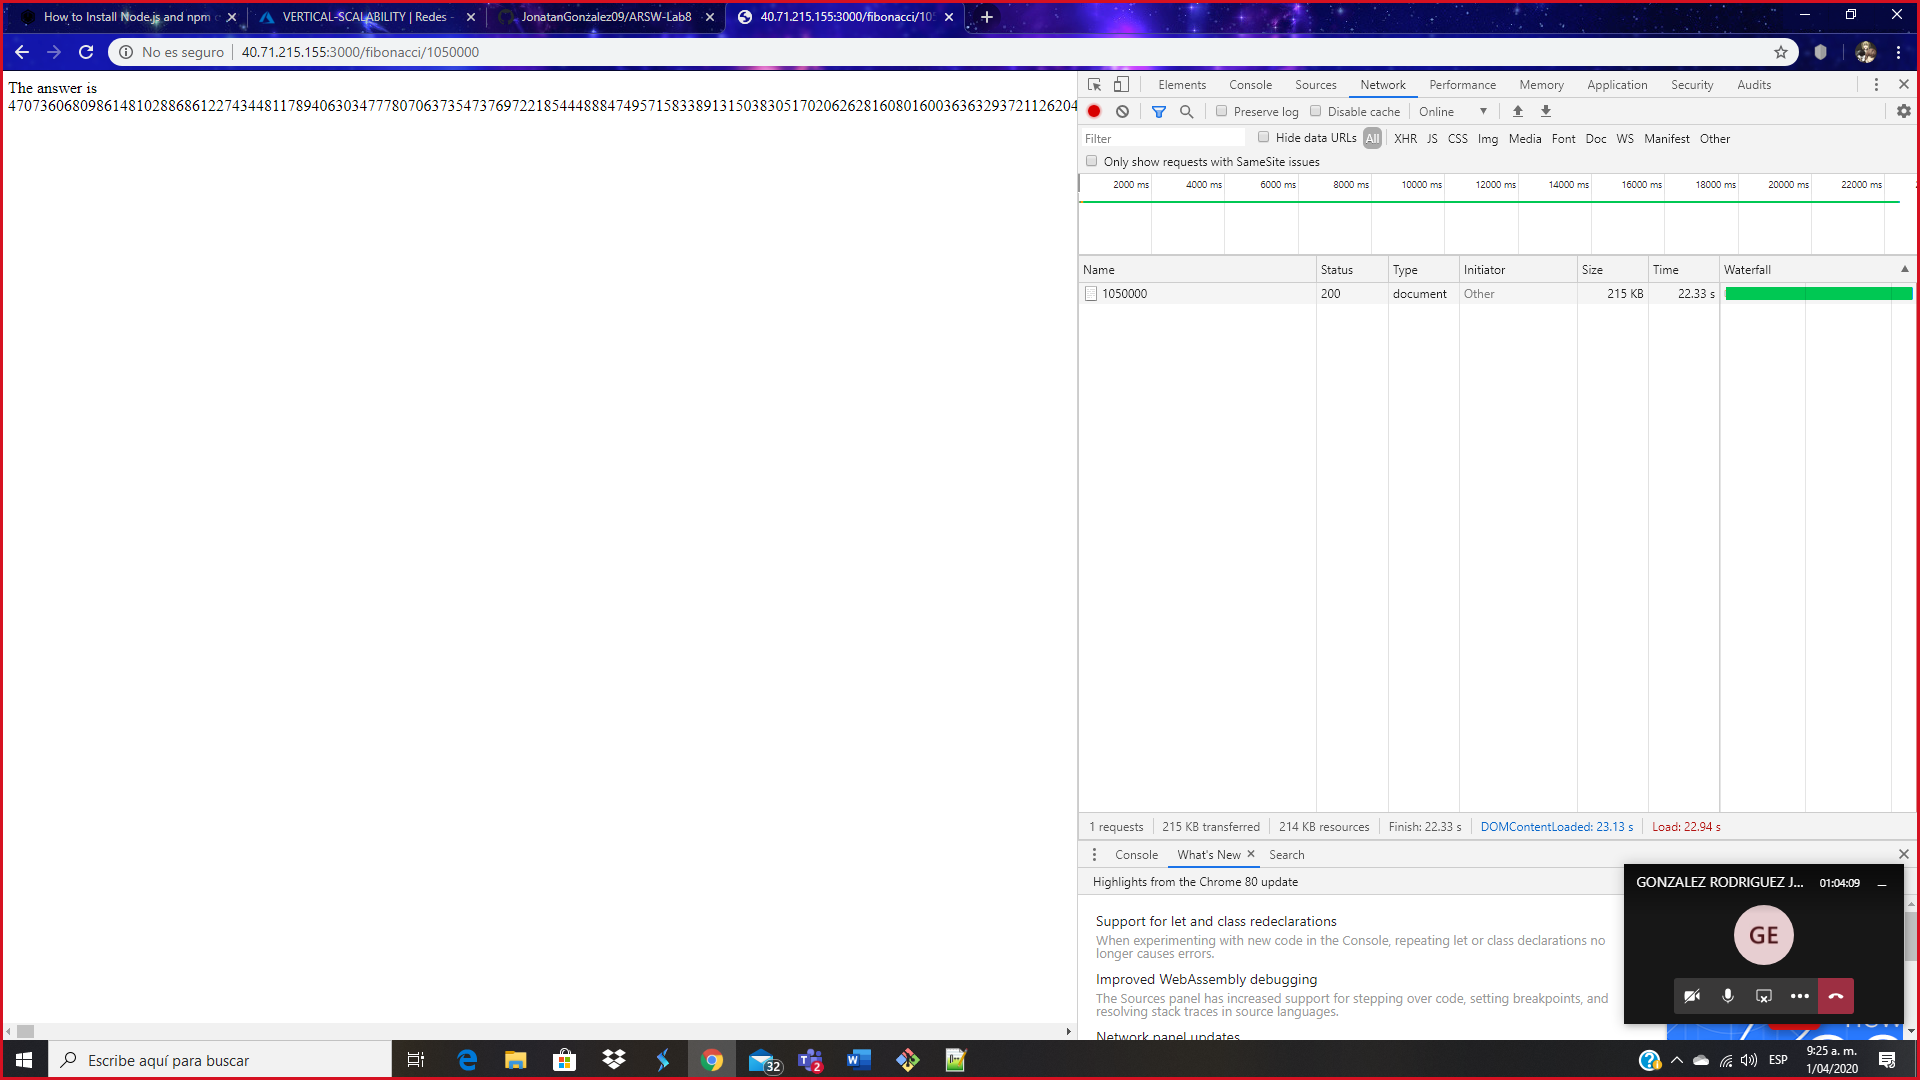 How to Install Node.js and npm
VERTICAL-SCALABILITY | Redes -
JonatanGonzalez09/ARSW-Lab8
40.71.215.155:3000/fibonacci/10
No es seguro
40.71.215.155:3000/fibonacci/1050000
The answer is
Elements Console Sources Network Performance Memory Application Security Audits
Preserve log Disable cache Online
Filter Hide data URLs All XHR JS CSS Img Media Font Doc WS Manifest Other
Only show requests with SameSite issues
2000 ms 4000 ms 6000 ms 8000 ms 10000 ms 12000 ms 14000 ms 16000 ms 18000 ms 20000 ms 22000 ms
Name Status Type Initiator Size Time Waterfall
1050000 200 document Other 215 KB 22.33 s
1 requests 215 KB transferred 214 KB resources Finish: 22.33 s DOMContentLoaded: 23.13 s Load: 22.94 s
Console What's New Search
Highlights from the Chrome 80 update
Support for let and class redeclarations
When experimenting with new code in the Console, repeating let or class declarations no
longer causes errors.
Improved WebAssembly debugging
The Sources panel has increased support for stepping over code, setting breakpoints, and
resolving stack traces in source languages.
Network panel updates
GONZALEZ RODRIGUEZ J... 01:04:09
GE
Escribe aquí para buscar
32
2
ESP
9:25 a. m.
1/04/2020